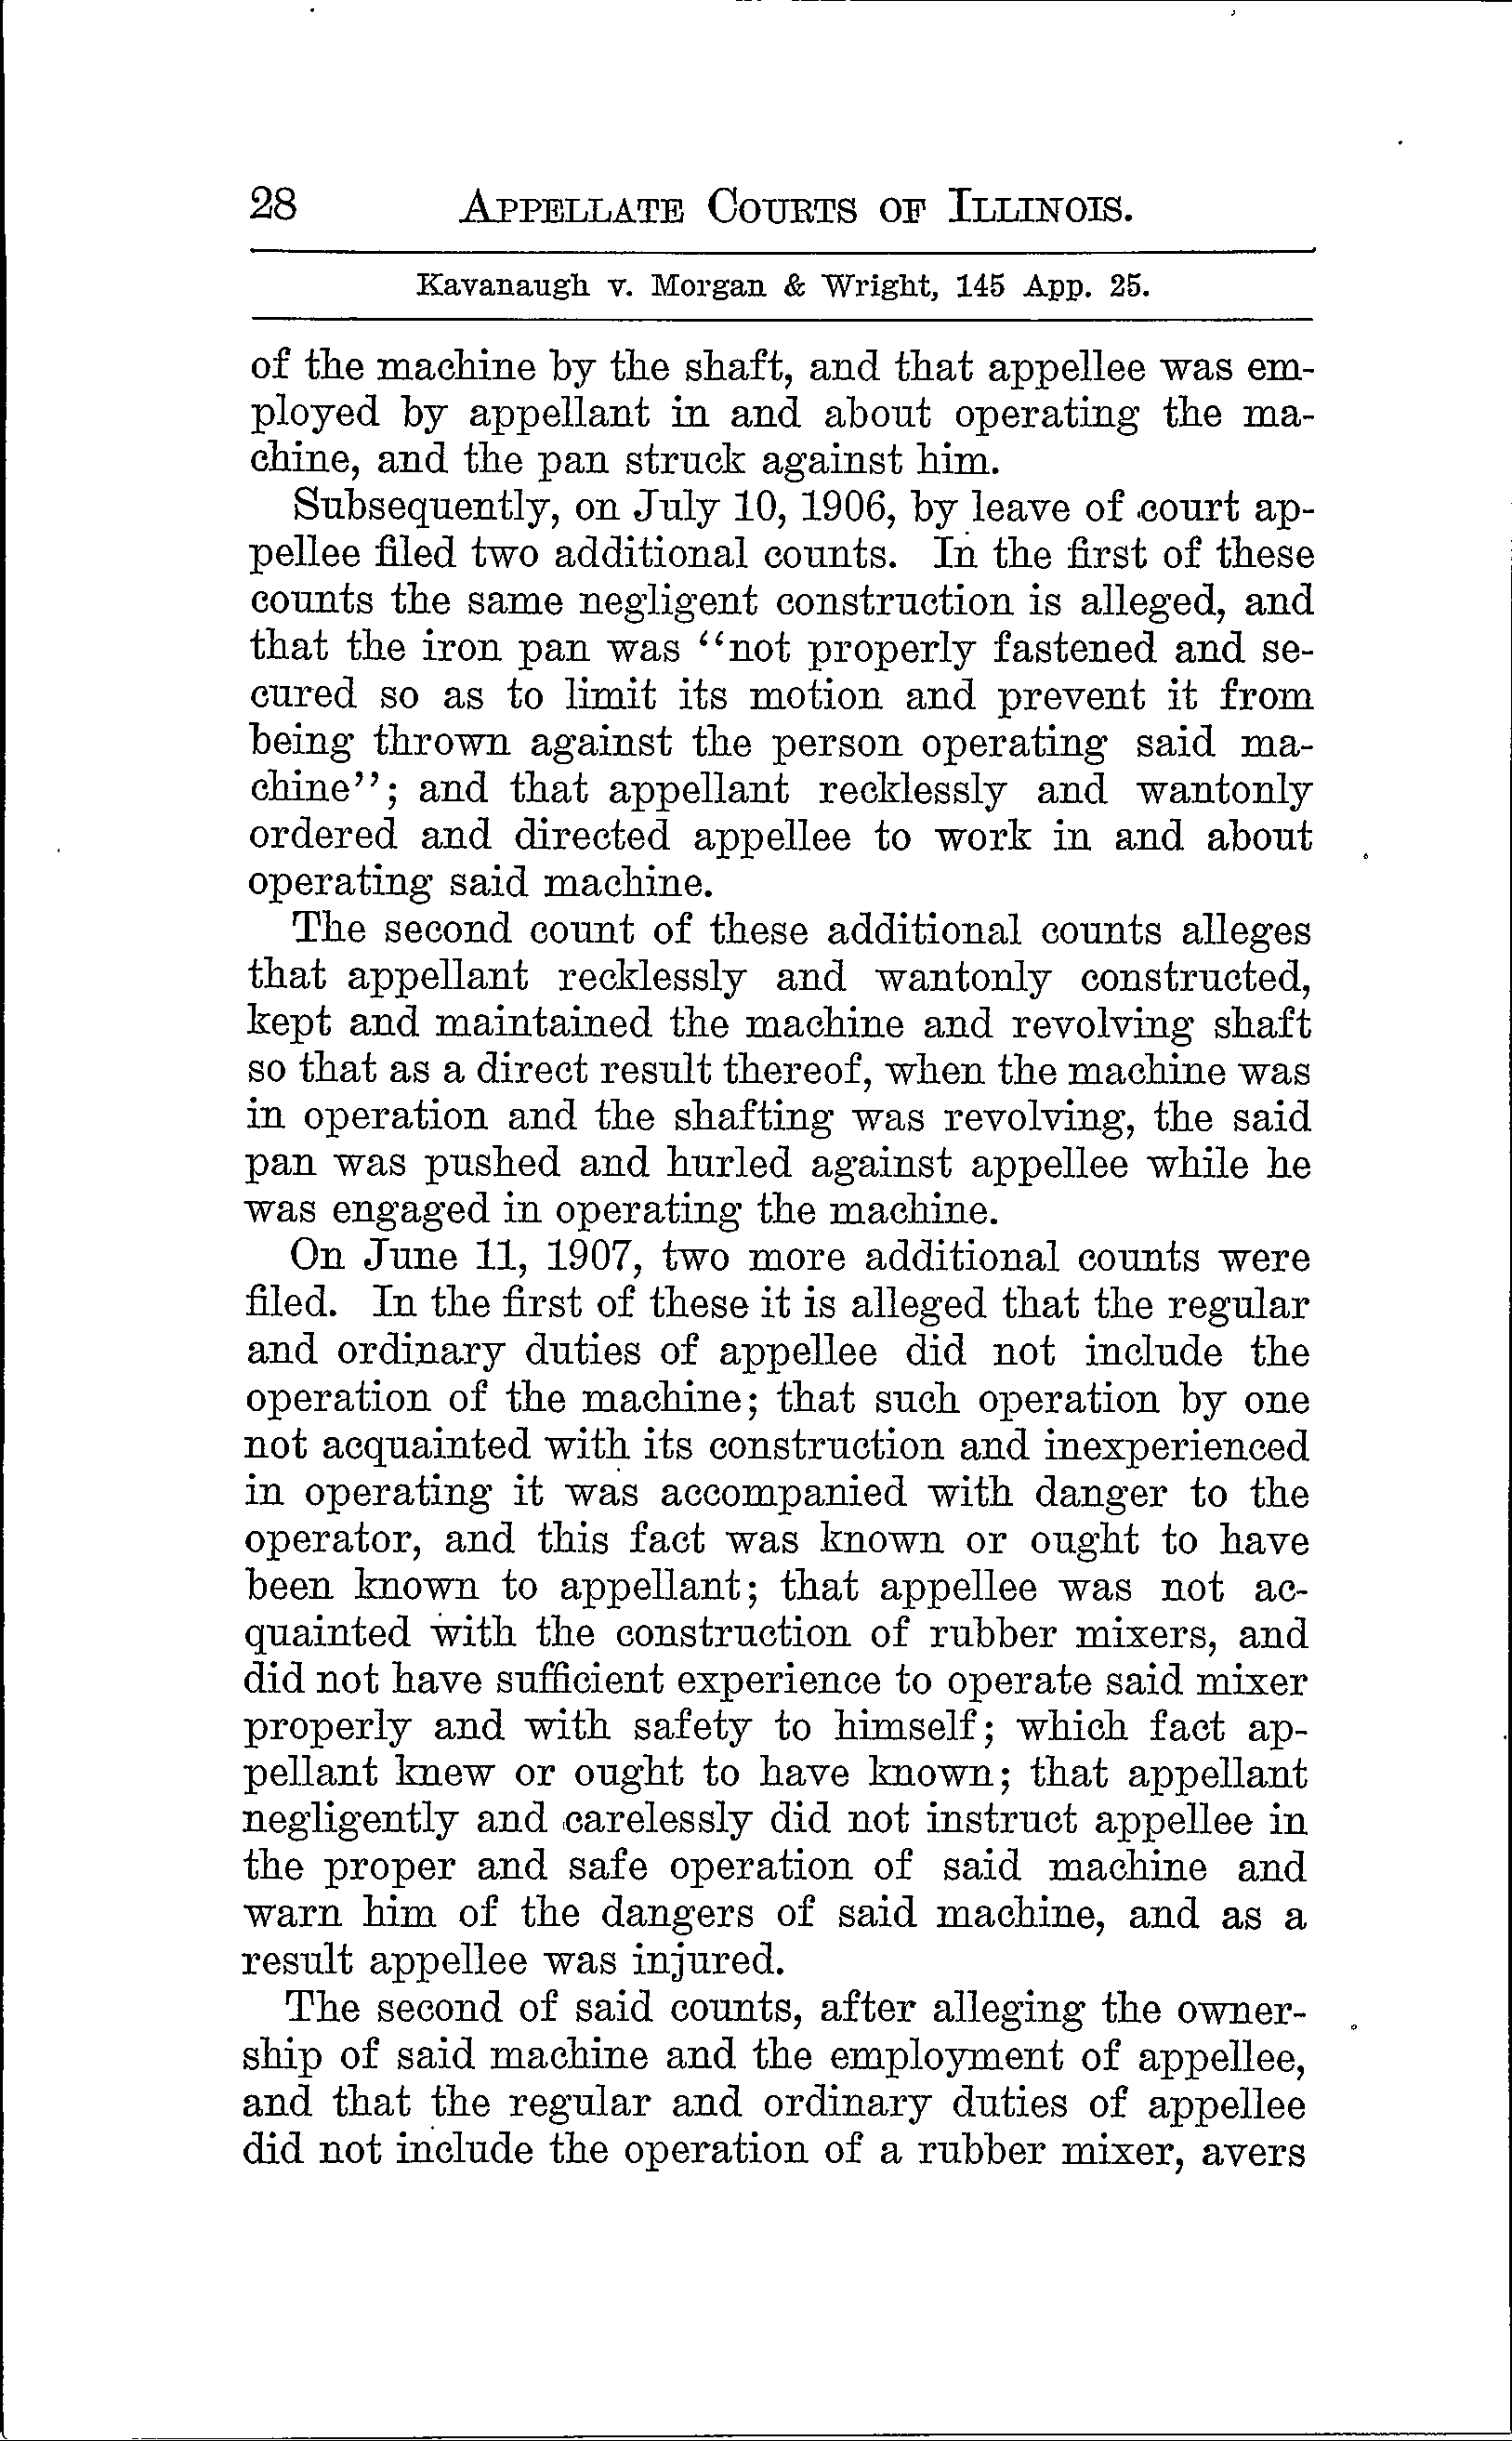 28 APPELLATE COURTS OF ILLINOIS.
Kavanaugh v. Morgan & Wright, 145 App. 25.
of the machine by the shaft, and that appellee was em-
ployed by appellant in and about operating the ma-
chine, and the pan struck against him.
Subsequently, on July 10, 1906, by leave of court ap-
pellee filed two additional counts. In the first of these
counts the same negligent construction is alleged, and
that the iron pan was “not properly fastened and se-
cured so as to limit its motion and prevent it from
being thrown against the person operating said ma-
chine”; and that appellant recklessly and wantonly
ordered and directed appellee to work in and about
operating said machine.
The second count of these additional counts alleges
that appellant recklessly and wantonly constructed,
kept and maintained the machine and revolving shaft
so that as a direct result thereof, when the machine was
in operation and the shafting was revolving, the said
pan was pushed and hurled against appellee while he
was engaged in operating the machine.
On June 11, 1907, two more additional counts were
filed. In the first of these it is alleged that the regular
and ordinary duties of appellee did not include the
operation of the machine; that such operation by one
not acquainted with its construction and inexperienced
in operating it was accompanied with danger to the
operator, and this fact was known or ought to have
been known to appellant; that appellee was not ac-
quainted with the construction of rubber mixers, and
did not have sufficient experience to operate said mixer
properly and with safety to himself; which fact ap-
pellant knew or ought to have known; that appellant
negligently and carelessly did not instruct appellee in
the proper and safe operation of said machine and
warn him of the dangers of said machine, and as a
result appellee was injured.
The second of said counts, after alleging the owner-
ship of said machine and the employment of appellee,
and that the regular and ordinary duties of appellee
did not include the operation of a rubber mixer, avers